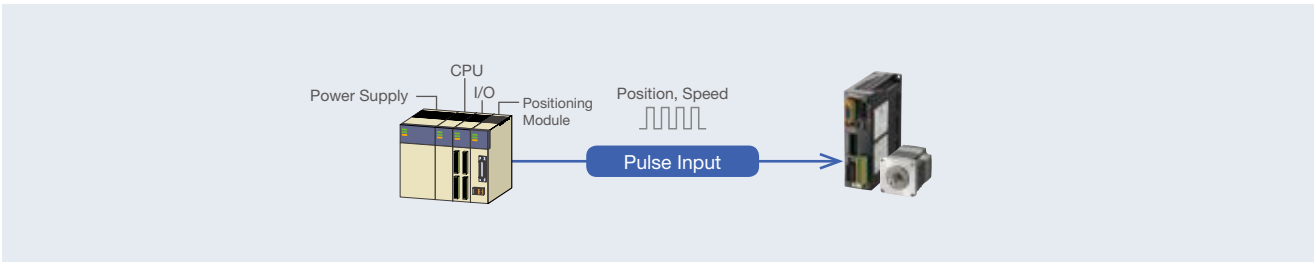 CPU
Power Supply
I/O
Positioning
Module
Position, Speed
Pulse Input